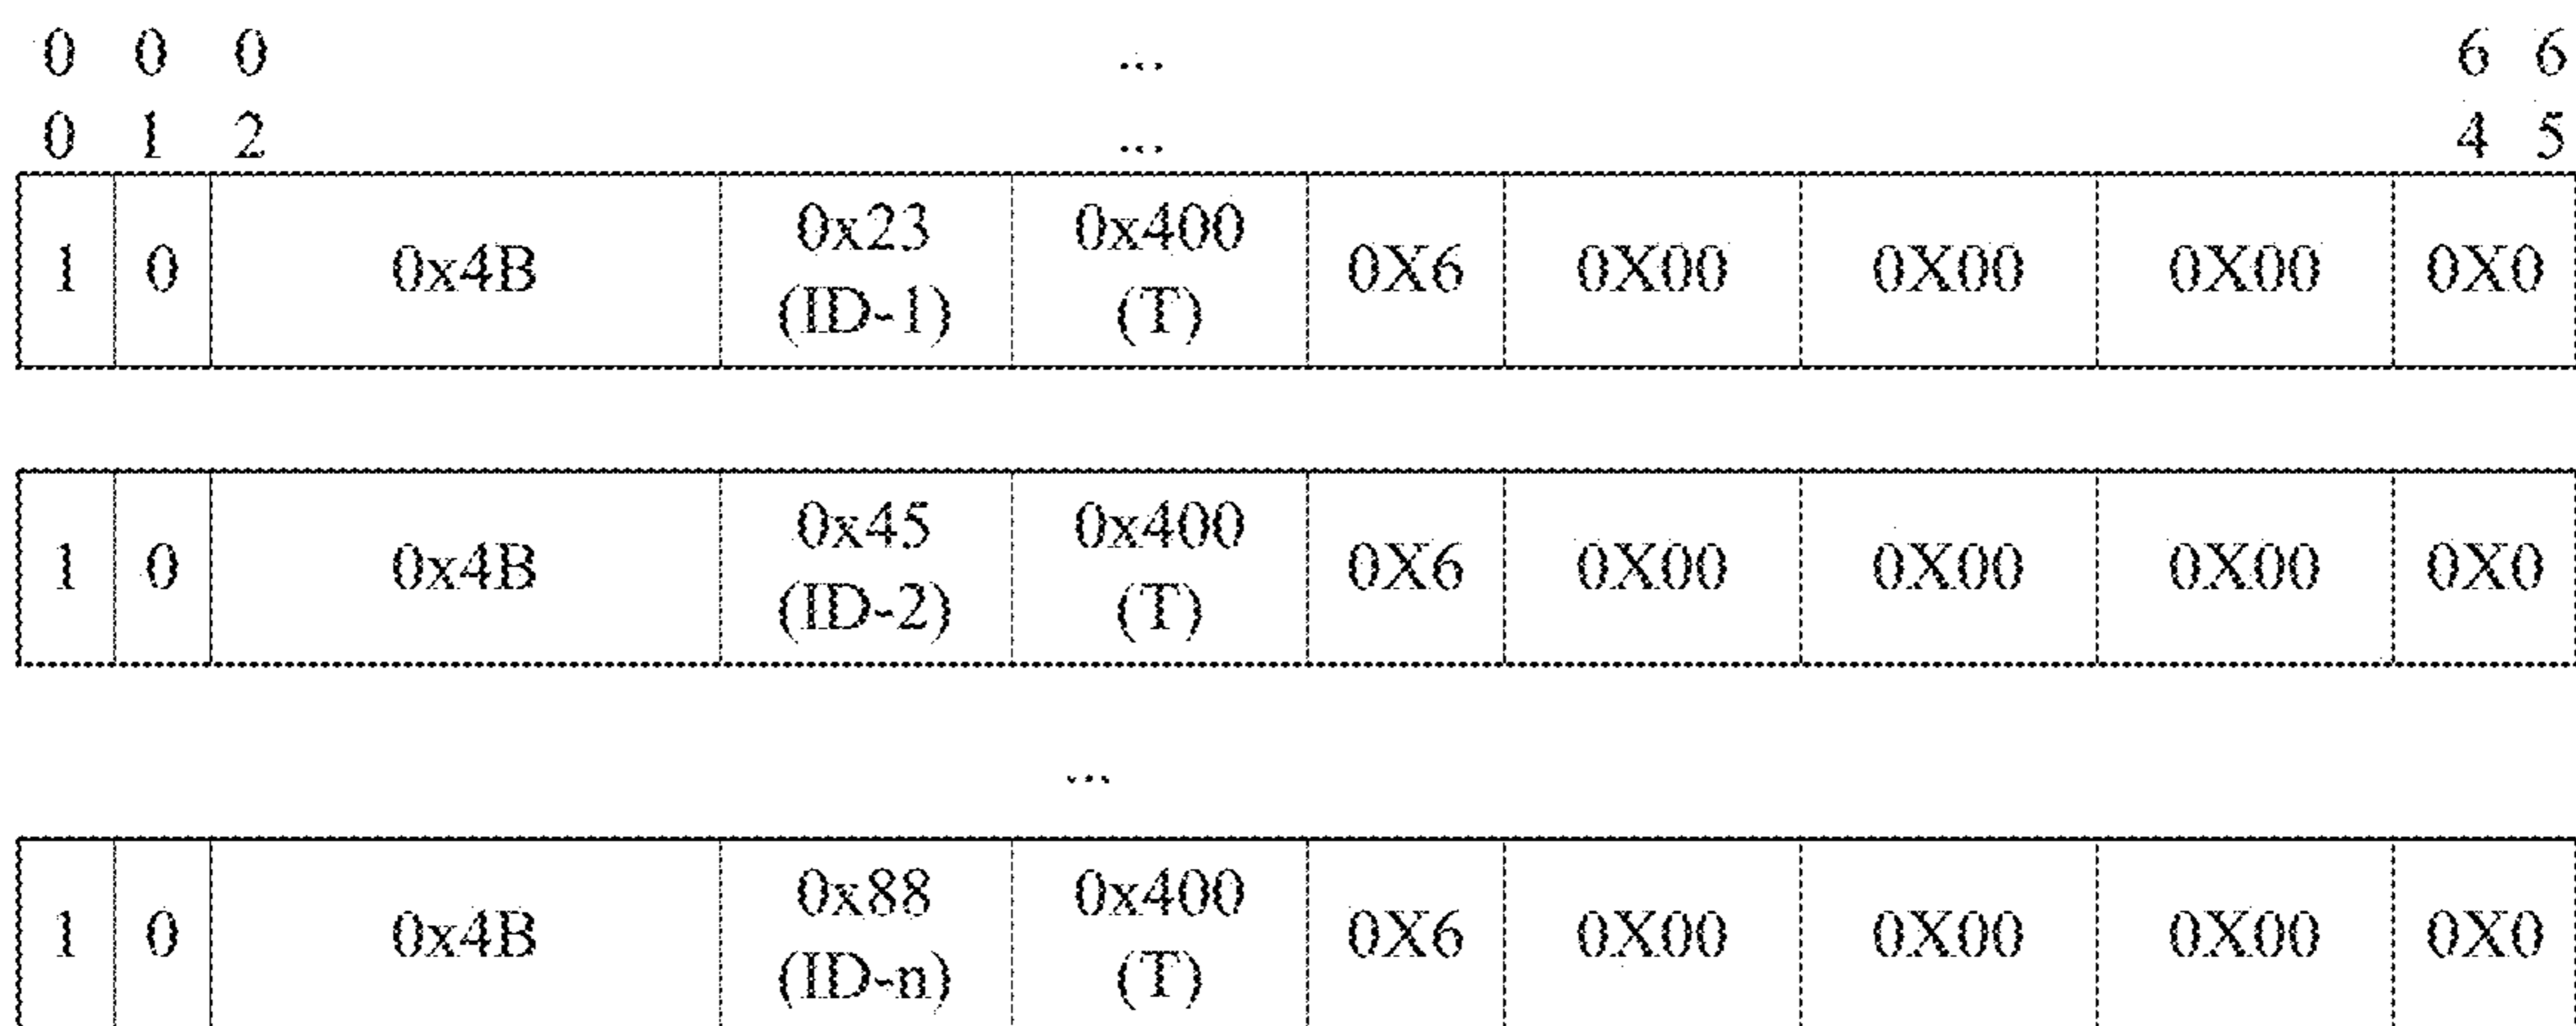 0 0 0 ... 6 6
0 1 2 ... 4 5
1 0 0x4B 0x23 (ID-1) 0x400 (T) 0X6 0X00 0X00 0X00 0X0
1 0 0x4B 0x45 (ID-2) 0x400 (T) 0X6 0X00 0X00 0X00 0X0
...
1 0 0x4B 0x88 (ID-n) 0x400 (T) 0X6 0X00 0X00 0X00 0X0